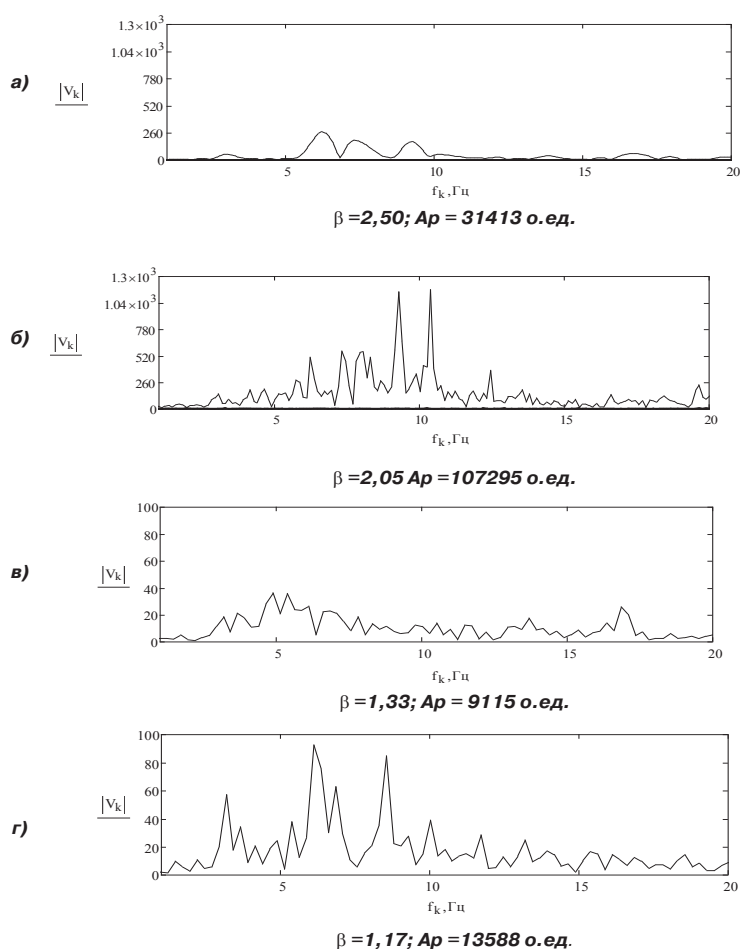 а)
|V_k|
1.3×10³
1.04×10³
780
520
260
0
5 10 15 20
f_k, Гц
β =2,50; Ар = 31413 о.ед.
б)
|V_k|
1.3×10³
1.04×10³
780
520
260
0
5 10 15 20
f_k, Гц
β =2,05 Ар =107295 о.ед.
в)
|V_k|
100
80
60
40
20
0
5 10 15 20
f_k, Гц
β =1,33; Ар = 9115 о.ед.
г)
|V_k|
100
80
60
40
20
0
5 10 15 20
f_k, Гц
β =1,17; Ар =13588 о.ед.